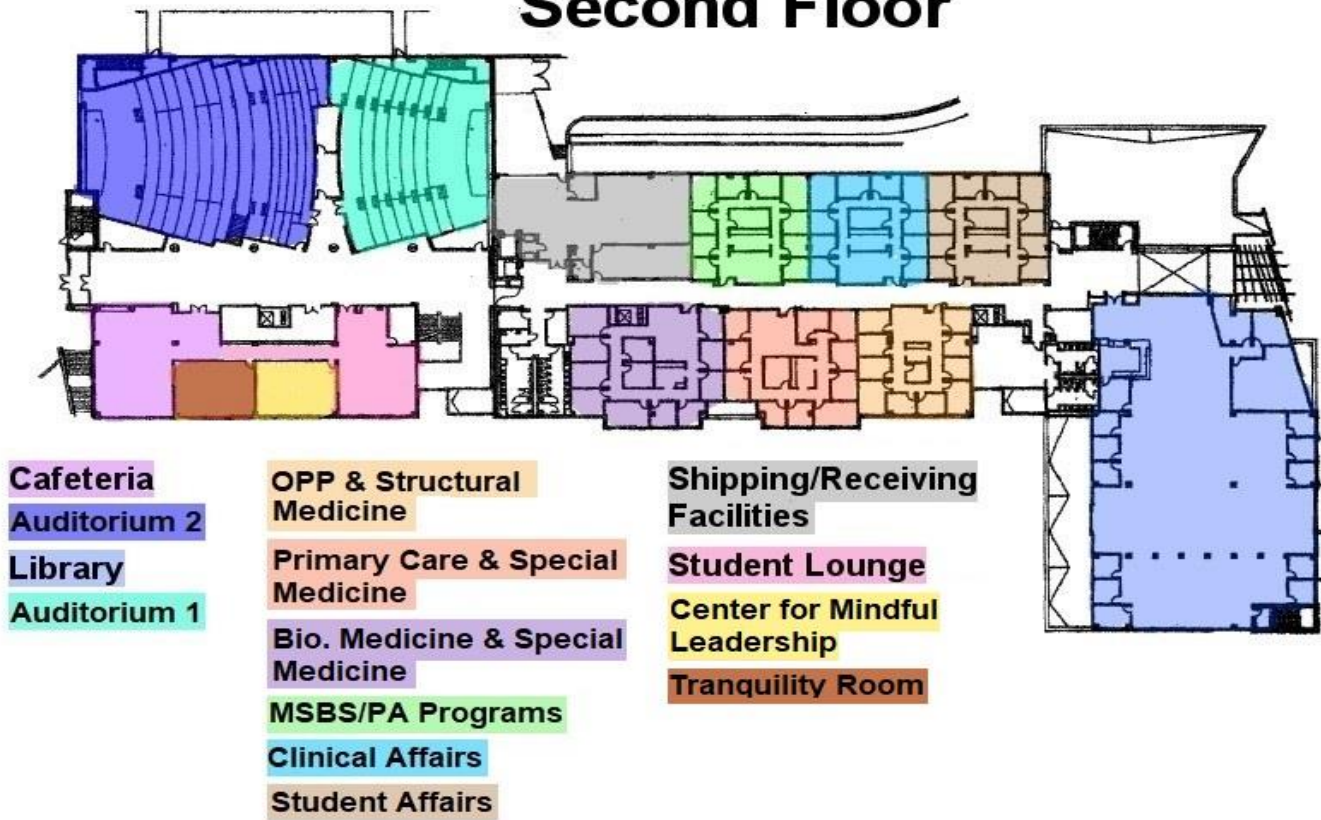 Second Floor
Cafeteria
Auditorium 2
Library
Auditorium 1
OPP & Structural
Medicine
Primary Care & Special
Medicine
Bio. Medicine & Special
Medicine
MSBS/PA Programs
Clinical Affairs
Student Affairs
Shipping/Receiving
Facilities
Student Lounge
Center for Mindful
Leadership
Tranquility Room